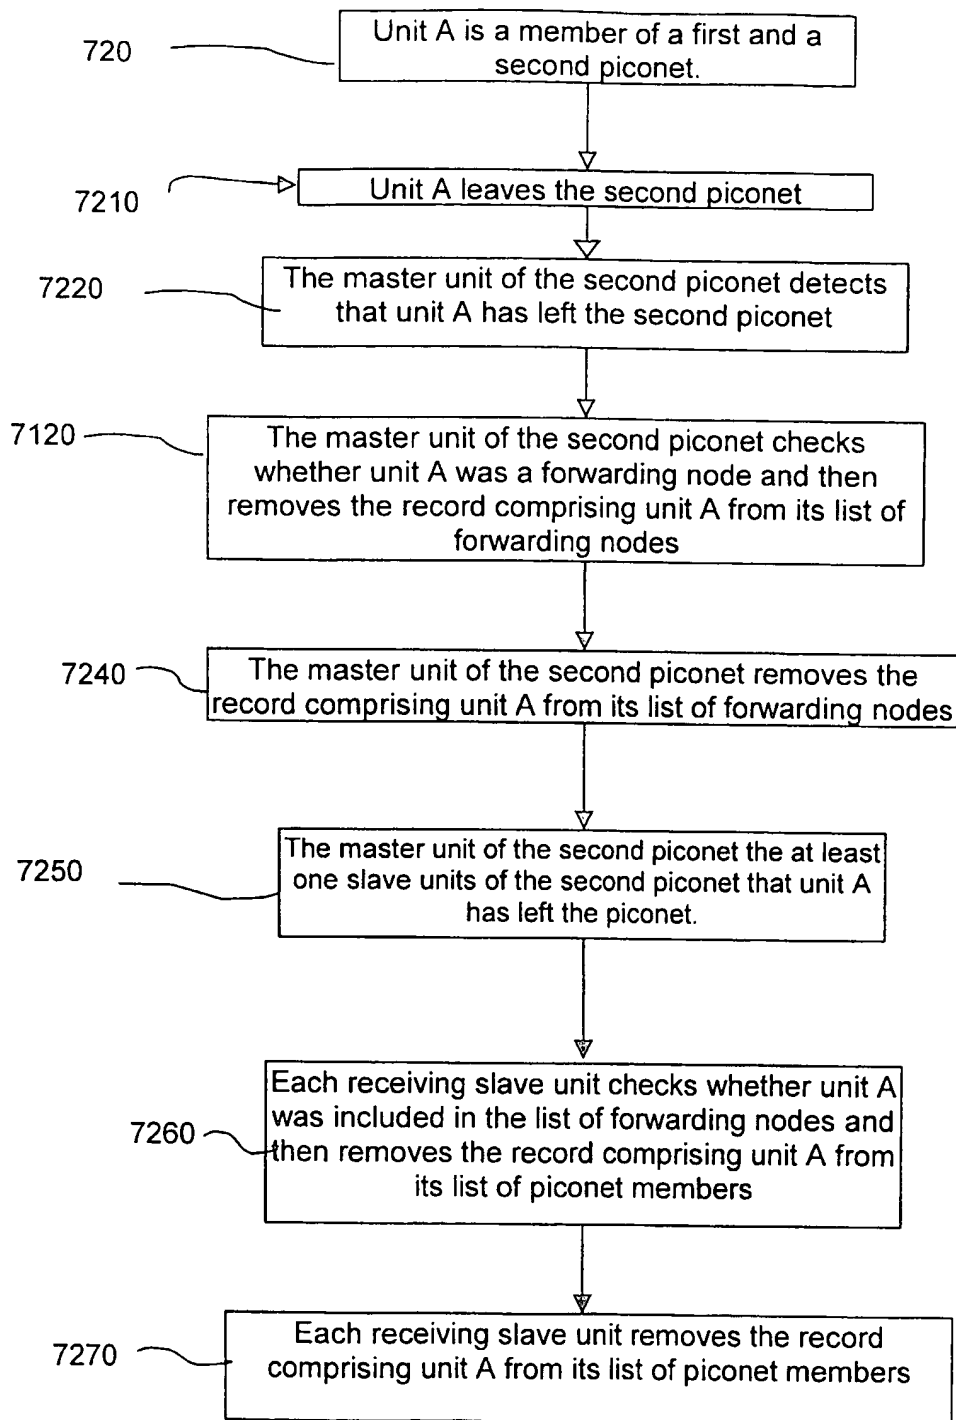 720
Unit A is a member of a first and a
second piconet.
7210
Unit A leaves the second piconet
7220
The master unit of the second piconet detects
that unit A has left the second piconet
7120
The master unit of the second piconet checks
whether unit A was a forwarding node and then
removes the record comprising unit A from its list of
forwarding nodes
7240
The master unit of the second piconet removes the
record comprising unit A from its list of forwarding nodes
7250
The master unit of the second piconet the at least
one slave units of the second piconet that unit A
has left the piconet.
7260
Each receiving slave unit checks whether unit A
was included in the list of forwarding nodes and
then removes the record comprising unit A from
its list of piconet members
7270
Each receiving slave unit removes the record
comprising unit A from its list of piconet members